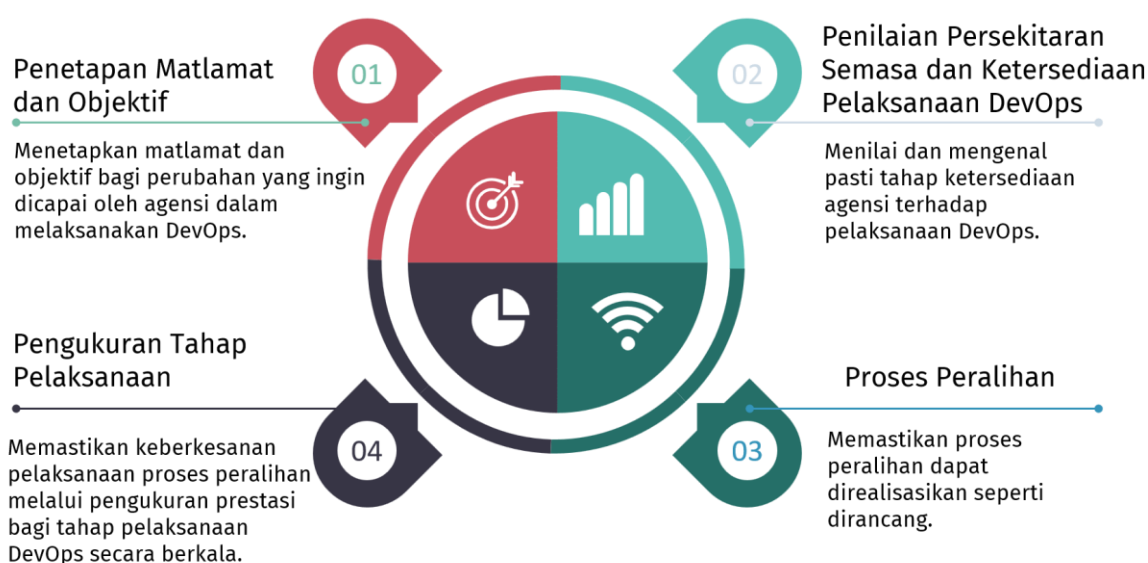 01
Penetapan Matlamat
dan Objektif
Menetapkan matlamat dan
objektif bagi perubahan yang ingin
dicapai oleh agensi dalam
melaksanakan DevOps.
02
Penilaian Persekitaran
Semasa dan Ketersediaan
Pelaksanaan DevOps
Menilai dan mengenal
pasti tahap ketersediaan
agensi terhadap
pelaksanaan DevOps.
03
Proses Peralihan
Memastikan proses
peralihan dapat
direalisasikan seperti
dirancang.
04
Pengukuran Tahap
Pelaksanaan
Memastikan keberkesanan
pelaksanaan proses peralihan
melalui pengukuran prestasi
bagi tahap pelaksanaan
DevOps secara berkala.